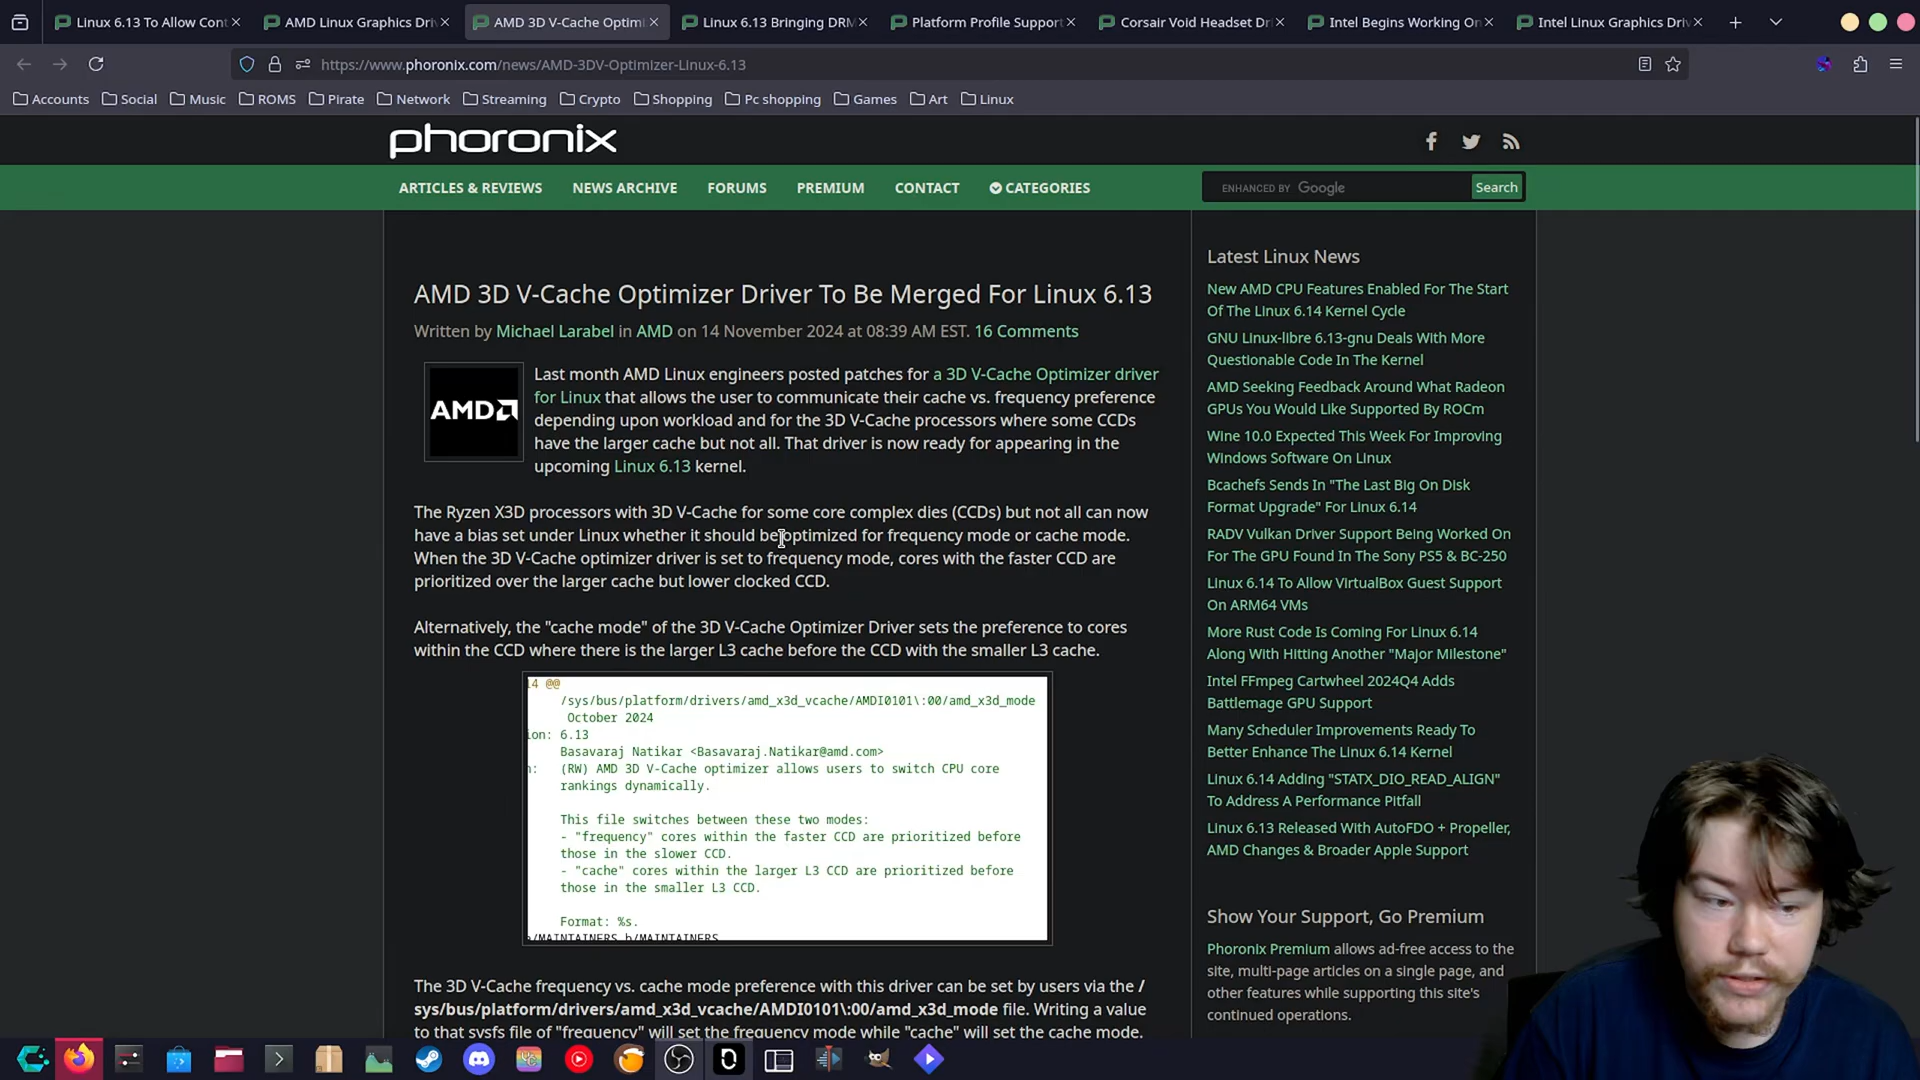 Linux 6.13 To Allow Cont
AMD Linux Graphics Dri
AMD 3D V-Cache Optimi
Linux 6.13 Bringing DRM
Platform Profile Support
Corsair Void Headset Dr
Intel Begins Working On
Intel Linux Graphics Driv
https://www.phoronix.com/news/AMD-3DV-Optimizer-Linux-6.13
Accounts Social Music ROMS Pirate Network Streaming Crypto Shopping Pc shopping Games Art Linux
phoronix
ARTICLES & REVIEWS NEWS ARCHIVE FORUMS PREMIUM CONTACT CATEGORIES
ENHANCED BY Google Search
AMD 3D V-Cache Optimizer Driver To Be Merged For Linux 6.13
Written by Michael Larabel in AMD on 14 November 2024 at 08:39 AM EST. 16 Comments
AMD
Last month AMD Linux engineers posted patches for a 3D V-Cache Optimizer driver
for Linux that allows the user to communicate their cache vs. frequency preference
depending upon workload and for the 3D V-Cache processors where some CCDs
have the larger cache but not all. That driver is now ready for appearing in the
upcoming Linux 6.13 kernel.
The Ryzen X3D processors with 3D V-Cache for some core complex dies (CCDs) but not all can now
have a bias set under Linux whether it should be optimized for frequency mode or cache mode.
When the 3D V-Cache optimizer driver is set to frequency mode, cores with the faster CCD are
prioritized over the larger cache but lower clocked CCD.
Alternatively, the "cache mode" of the 3D V-Cache Optimizer Driver sets the preference to cores
within the CCD where there is the larger L3 cache before the CCD with the smaller L3 cache.
14 @@
/sys/bus/platform/drivers/amd_x3d_vcache/AMDI0101\:00/amd_x3d_mode
October 2024
ion: 6.13
Basavaraj Natikar <Basavaraj.Natikar@amd.com>
n: (RW) AMD 3D V-Cache optimizer allows users to switch CPU core
rankings dynamically.
This file switches between these two modes:
- "frequency" cores within the faster CCD are prioritized before
those in the slower CCD.
- "cache" cores within the larger L3 CCD are prioritized before
those in the smaller L3 CCD.
Format: %s.
/MAINTAINERS b/MAINTAINERS
The 3D V-Cache frequency vs. cache mode preference with this driver can be set by users via the /
sys/bus/platform/drivers/amd_x3d_vcache/AMDI0101\:00/amd_x3d_mode file. Writing a value
to that sysfs file of "frequency" will set the frequency mode while "cache" will set the cache mode.
Latest Linux News
New AMD CPU Features Enabled For The Start
Of The Linux 6.14 Kernel Cycle
GNU Linux-libre 6.13-gnu Deals With More
Questionable Code In The Kernel
AMD Seeking Feedback Around What Radeon
GPUs You Would Like Supported By ROCm
Wine 10.0 Expected This Week For Improving
Windows Software On Linux
Bcachefs Sends In "The Last Big On Disk
Format Upgrade" For Linux 6.14
RADV Vulkan Driver Support Being Worked On
For The GPU Found In The Sony PS5 & BC-250
Linux 6.14 To Allow VirtualBox Guest Support
On ARM64 VMs
More Rust Code Is Coming For Linux 6.14
Along With Hitting Another "Major Milestone"
Intel FFmpeg Cartwheel 2024Q4 Adds
Battlemage GPU Support
Many Scheduler Improvements Ready To
Better Enhance The Linux 6.14 Kernel
Linux 6.14 Adding "STATX_DIO_READ_ALIGN"
To Address A Performance Pitfall
Linux 6.13 Released With AutoFDO + Propeller,
AMD Changes & Broader Apple Support
Show Your Support, Go Premium
Phoronix Premium allows ad-free access to the
site, multi-page articles on a single page, and
other features while supporting this site's
continued operations.